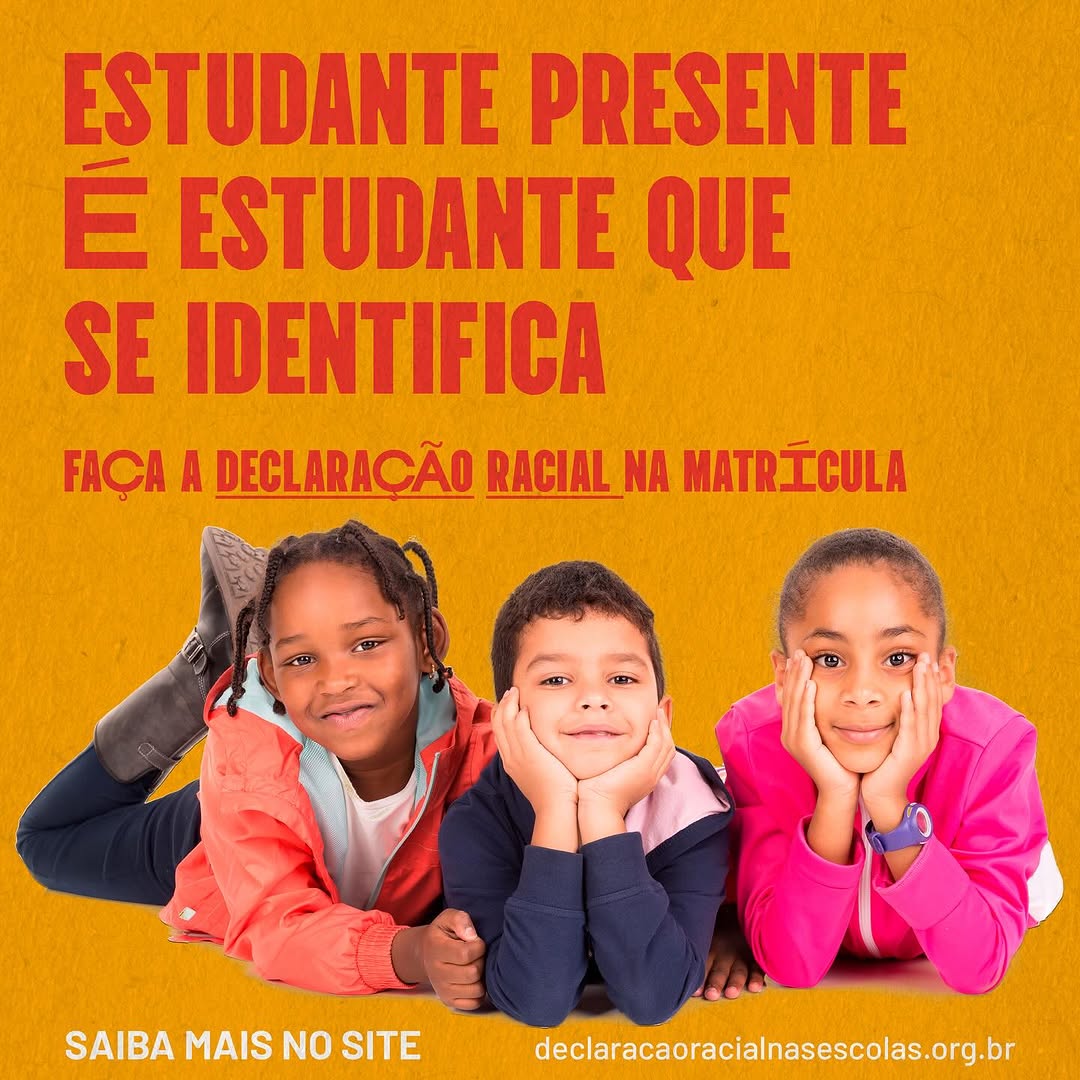 ESTUDANTE PRESENTE
É ESTUDANTE QUE
SE IDENTIFICA
FAÇA A DECLARAÇÃO RACIAL NA MATRÍCULA
SAIBA MAIS NO SITE
declaracaoracialnasescolas.org.br